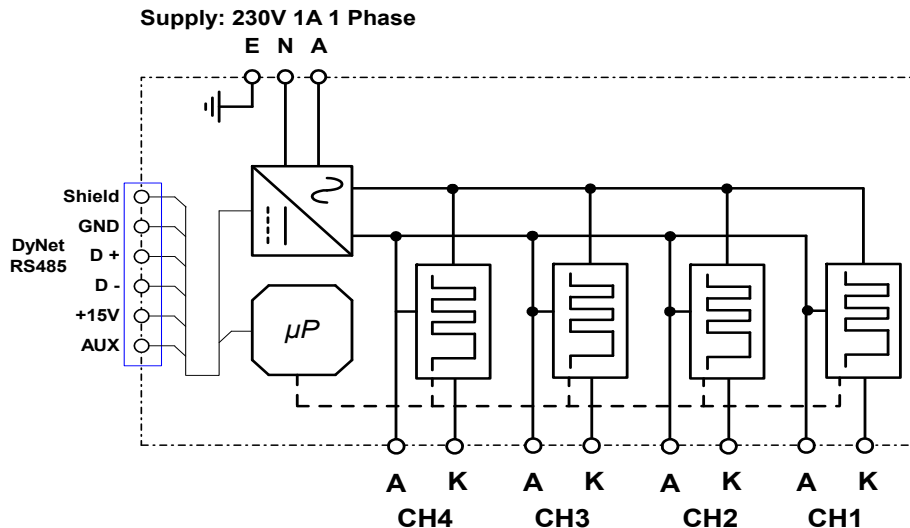 Supply: 230V 1A 1 Phase
E N A
Shield
GND
DyNet
RS485
D +
D -
+15V
AUX
µP
A K A K A K A K
CH4 CH3 CH2 CH1